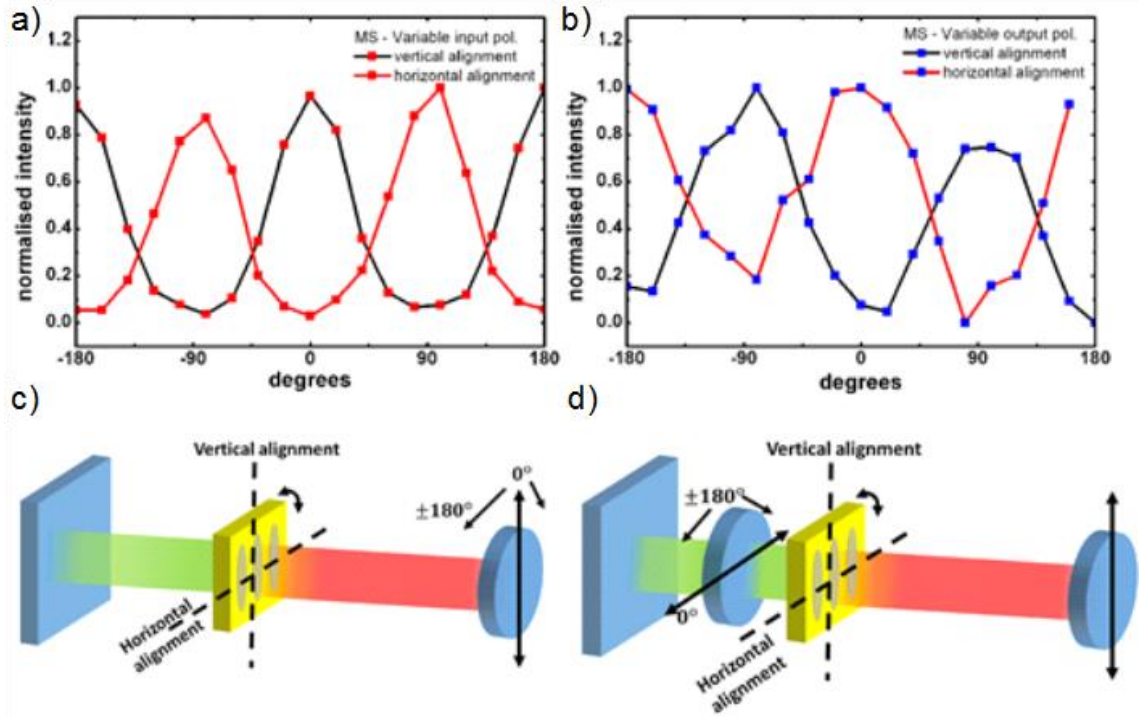 a)
MS - Variable input pol.
vertical alignment
horizontal alignment
normalised intensity
1.2
1.0
0.8
0.6
0.4
0.2
0.0
-180
-90
0
90
180
degrees
b)
MS - Variable output pol.
vertical alignment
horizontal alignment
normalised intensity
1.2
1.0
0.8
0.6
0.4
0.2
0.0
-180
-90
0
90
180
degrees
c)
Vertical alignment
0°
±180°
Horizontal
alignment
d)
Vertical alignment
±180°
0°
Horizontal
alignment